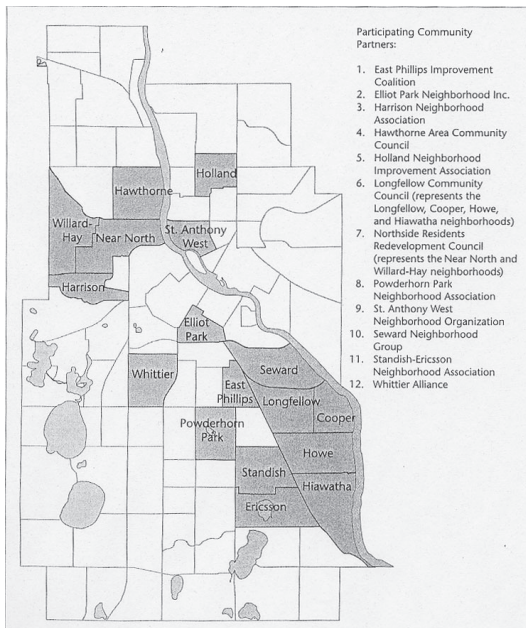 Participating Community
Partners:
1. East Phillips Improvement
Coalition
2. Elliot Park Neighborhood Inc.
3. Harrison Neighborhood
Association
4. Hawthorne Area Community
Council
5. Holland Neighborhood
Improvement Association
6. Longfellow Community
Council (represents the
Longfellow, Cooper, Howe,
and Hiawatha neighborhoods)
7. Northside Residents
Redevelopment Council
(represents the Near North and
Willard-Hay neighborhoods)
8. Powderhorn Park
Neighborhood Association
9. St. Anthony West
Neighborhood Organization
10. Seward Neighborhood
Group
11. Standish-Ericsson
Neighborhood Association
12. Whittier Alliance
Holland
Hawthorne
Willard-
Hay
Near North
St. Anthony
West
Harrison
Elliot
Park
Whittier
Seward
East
Phillips
Longfellow
Cooper
Powderhorn
Park
Howe
Standish
Hiawatha
Ericsson